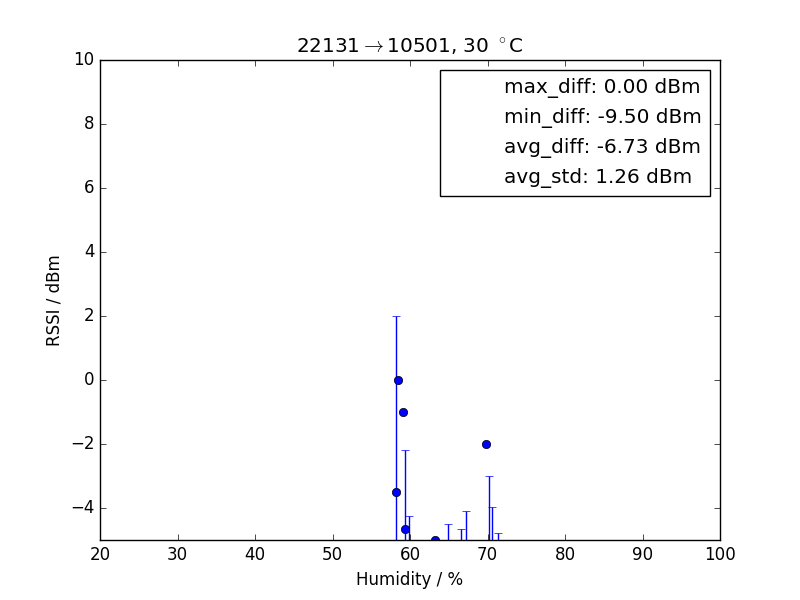 22131→10501, 30 °C
10
8
6
4
2
0
−2
−4
RSSI / dBm
max_diff: 0.00 dBm
min_diff: -9.50 dBm
avg_diff: -6.73 dBm
avg_std: 1.26 dBm
20 30 40 50 60 70 80 90 100
Humidity / %